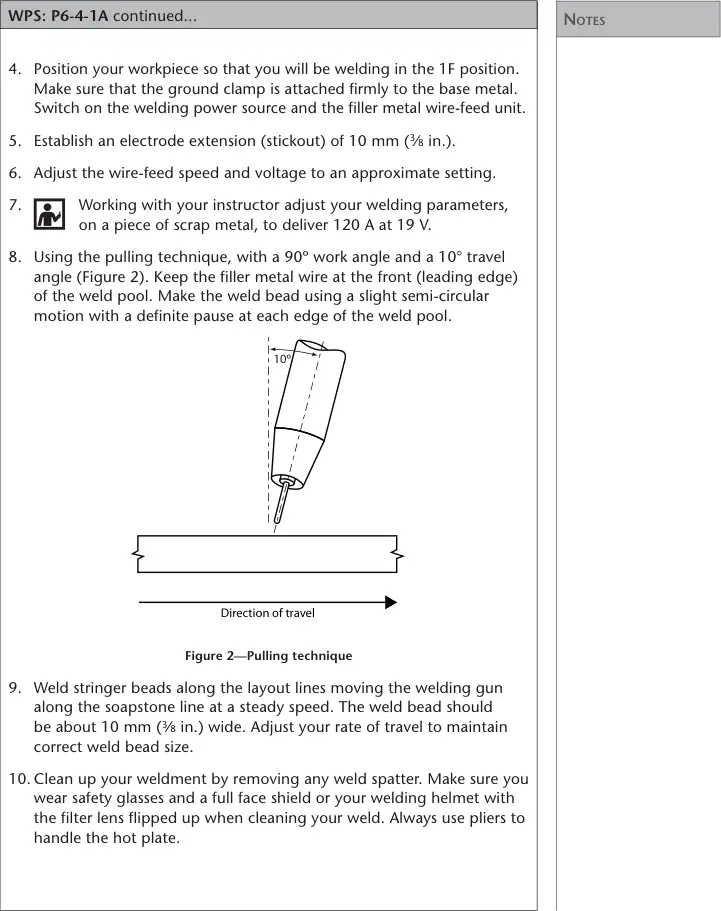 WPS: P6-4-1A continued...
NOTES
4. Position your workpiece so that you will be welding in the 1F position.
Make sure that the ground clamp is attached firmly to the base metal.
Switch on the welding power source and the filler metal wire-feed unit.
5. Establish an electrode extension (stickout) of 10 mm (⅜ in.).
6. Adjust the wire-feed speed and voltage to an approximate setting.
7. Working with your instructor adjust your welding parameters,
on a piece of scrap metal, to deliver 120 A at 19 V.
8. Using the pulling technique, with a 90º work angle and a 10° travel
angle (Figure 2). Keep the filler metal wire at the front (leading edge)
of the weld pool. Make the weld bead using a slight semi-circular
motion with a definite pause at each edge of the weld pool.
10º
Direction of travel
Figure 2—Pulling technique
9. Weld stringer beads along the layout lines moving the welding gun
along the soapstone line at a steady speed. The weld bead should
be about 10 mm (⅜ in.) wide. Adjust your rate of travel to maintain
correct weld bead size.
10. Clean up your weldment by removing any weld spatter. Make sure you
wear safety glasses and a full face shield or your welding helmet with
the filter lens flipped up when cleaning your weld. Always use pliers to
handle the hot plate.